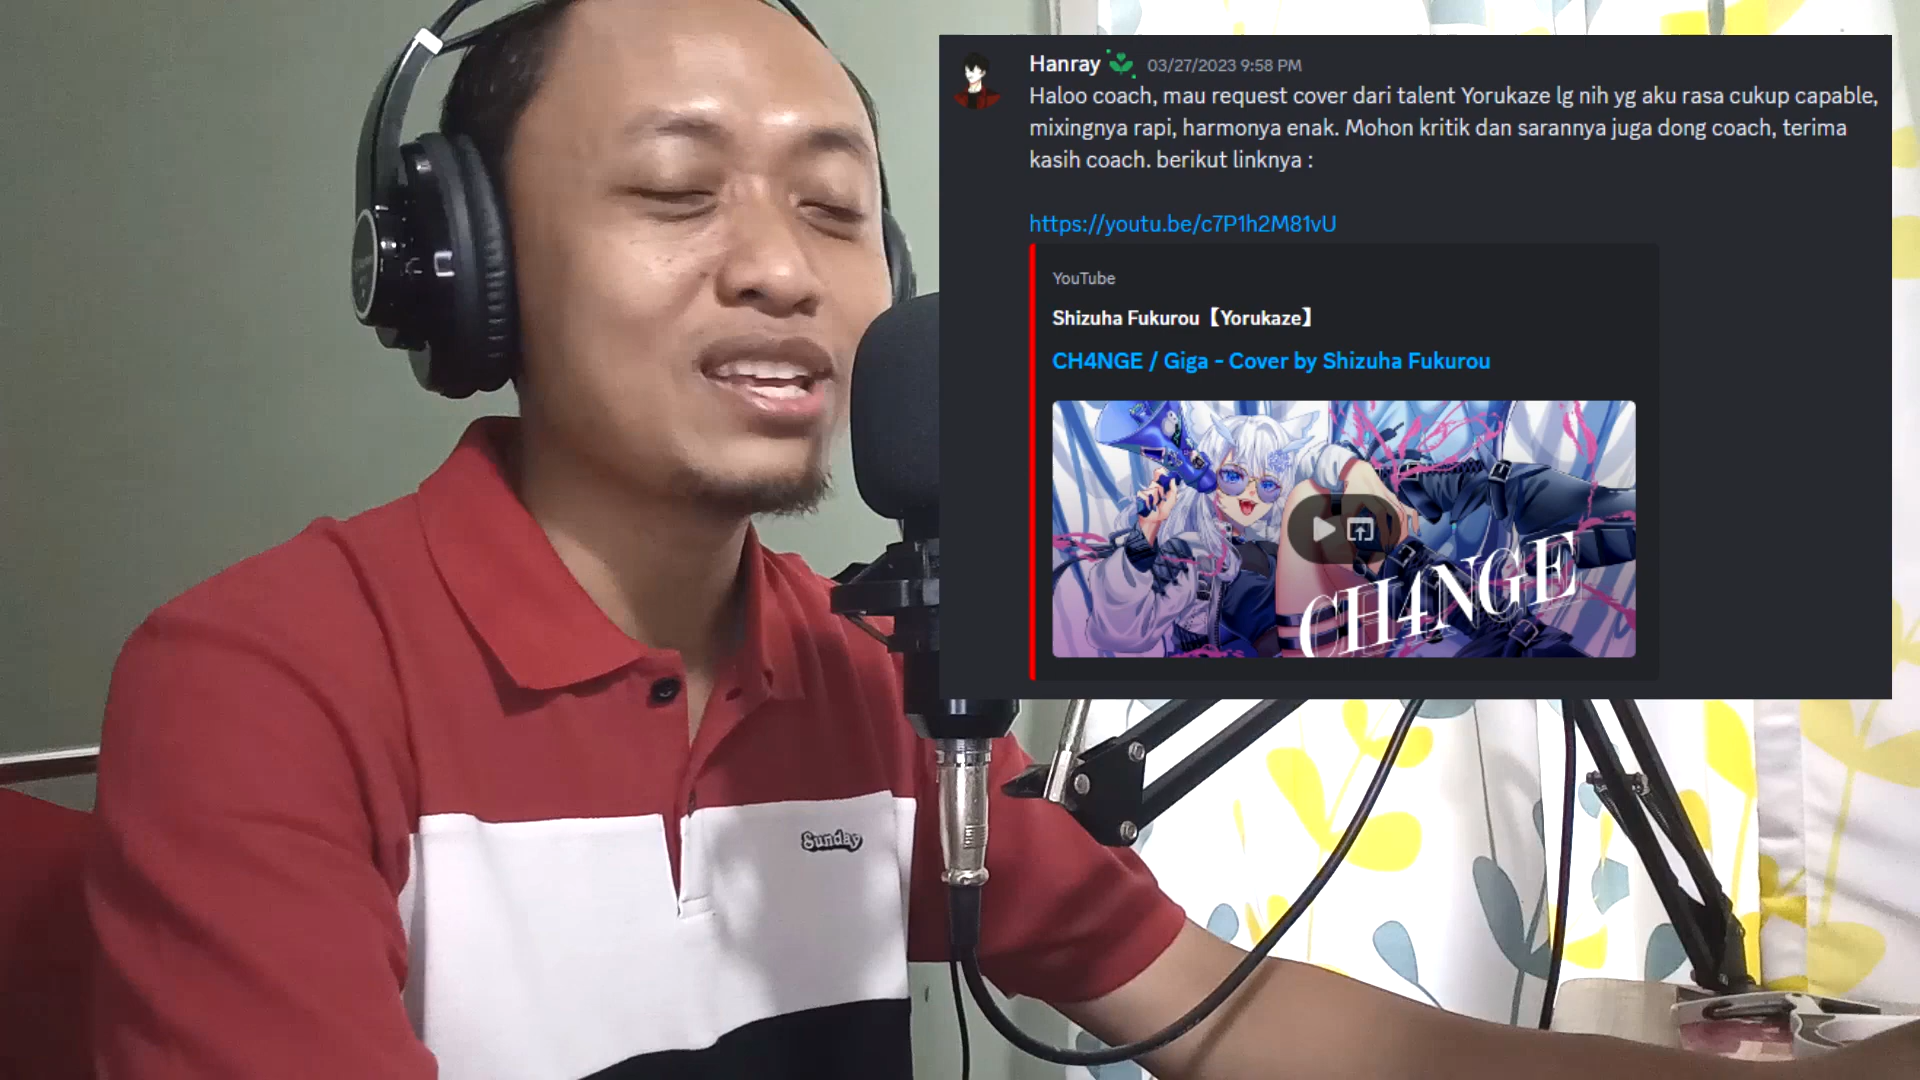 Hanray 03/27/2023 9:58 PM
Haloo coach, mau request cover dari talent Yorukaze lg nih yg aku rasa cukup capable,
mixingnya rapi, harmonya enak. Mohon kritik dan sarannya juga dong coach, terima
kasih coach. berikut linknya :
https://youtu.be/c7P1h2M81vU
YouTube
Shizuha Fukurou【Yorukaze】
CH4NGE / Giga - Cover by Shizuha Fukurou
CH4NGE
Sunday